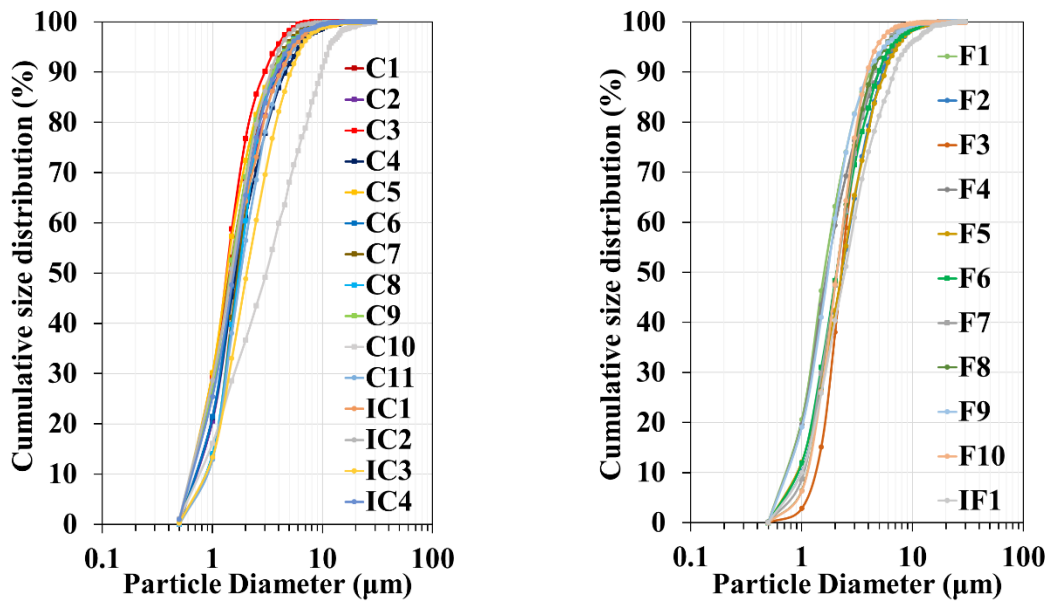 Cumulative size distribution (%)
100
90
80
70
60
50
40
30
20
10
0
0.1
1
10
100
Particle Diameter (µm)
C1
C2
C3
C4
C5
C6
C7
C8
C9
C10
C11
IC1
IC2
IC3
IC4
Cumulative size distribution (%)
100
90
80
70
60
50
40
30
20
10
0
0.1
1
10
100
Particle Diameter (µm)
F1
F2
F3
F4
F5
F6
F7
F8
F9
F10
IF1